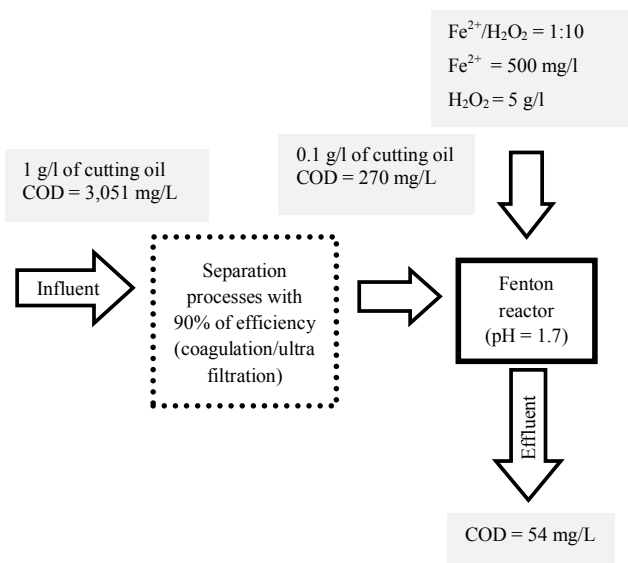 Fe²⁺/H₂O₂ = 1:10
Fe²⁺ = 500 mg/l
H₂O₂ = 5 g/l
1 g/l of cutting oil
COD = 3,051 mg/L
0.1 g/l of cutting oil
COD = 270 mg/L
Influent
Separation
processes with
90% of efficiency
(coagulation/ultra
filtration)
Fenton
reactor
(pH = 1.7)
Effluent
COD = 54 mg/L